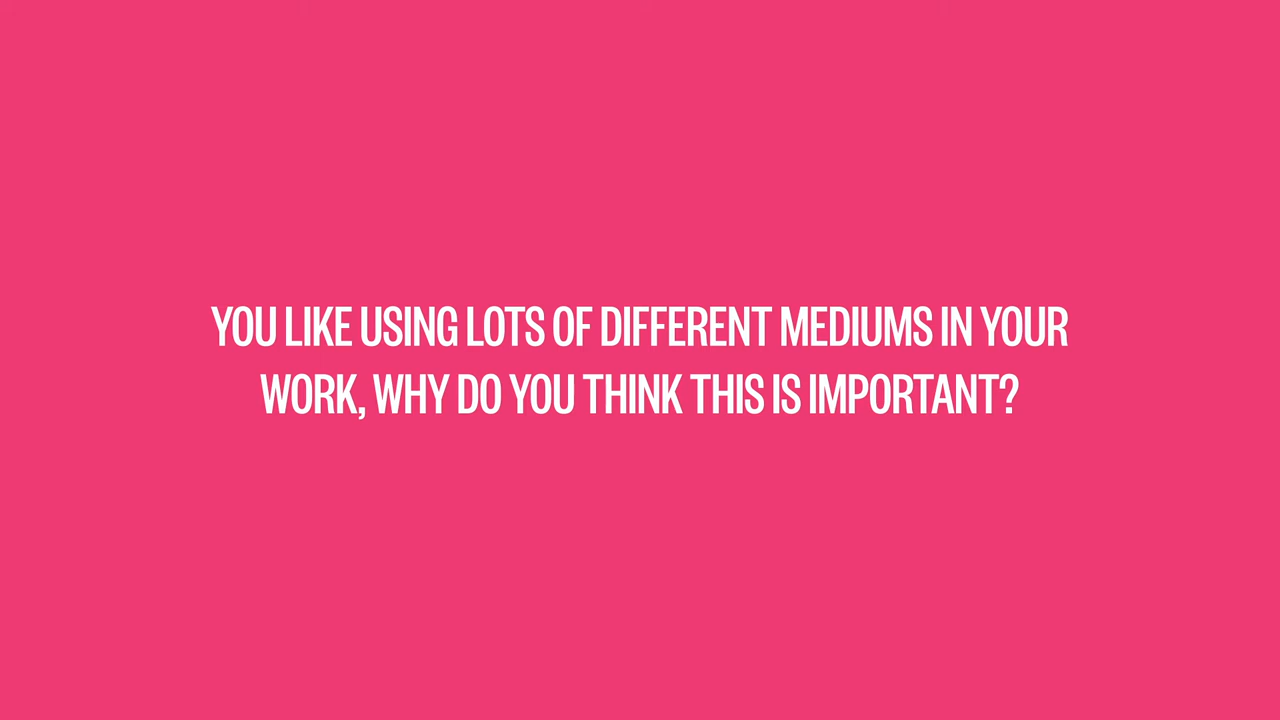 YOU LIKE USING LOTS OF DIFFERENT MEDIUMS IN YOUR
WORK, WHY DO YOU THINK THIS IS IMPORTANT?